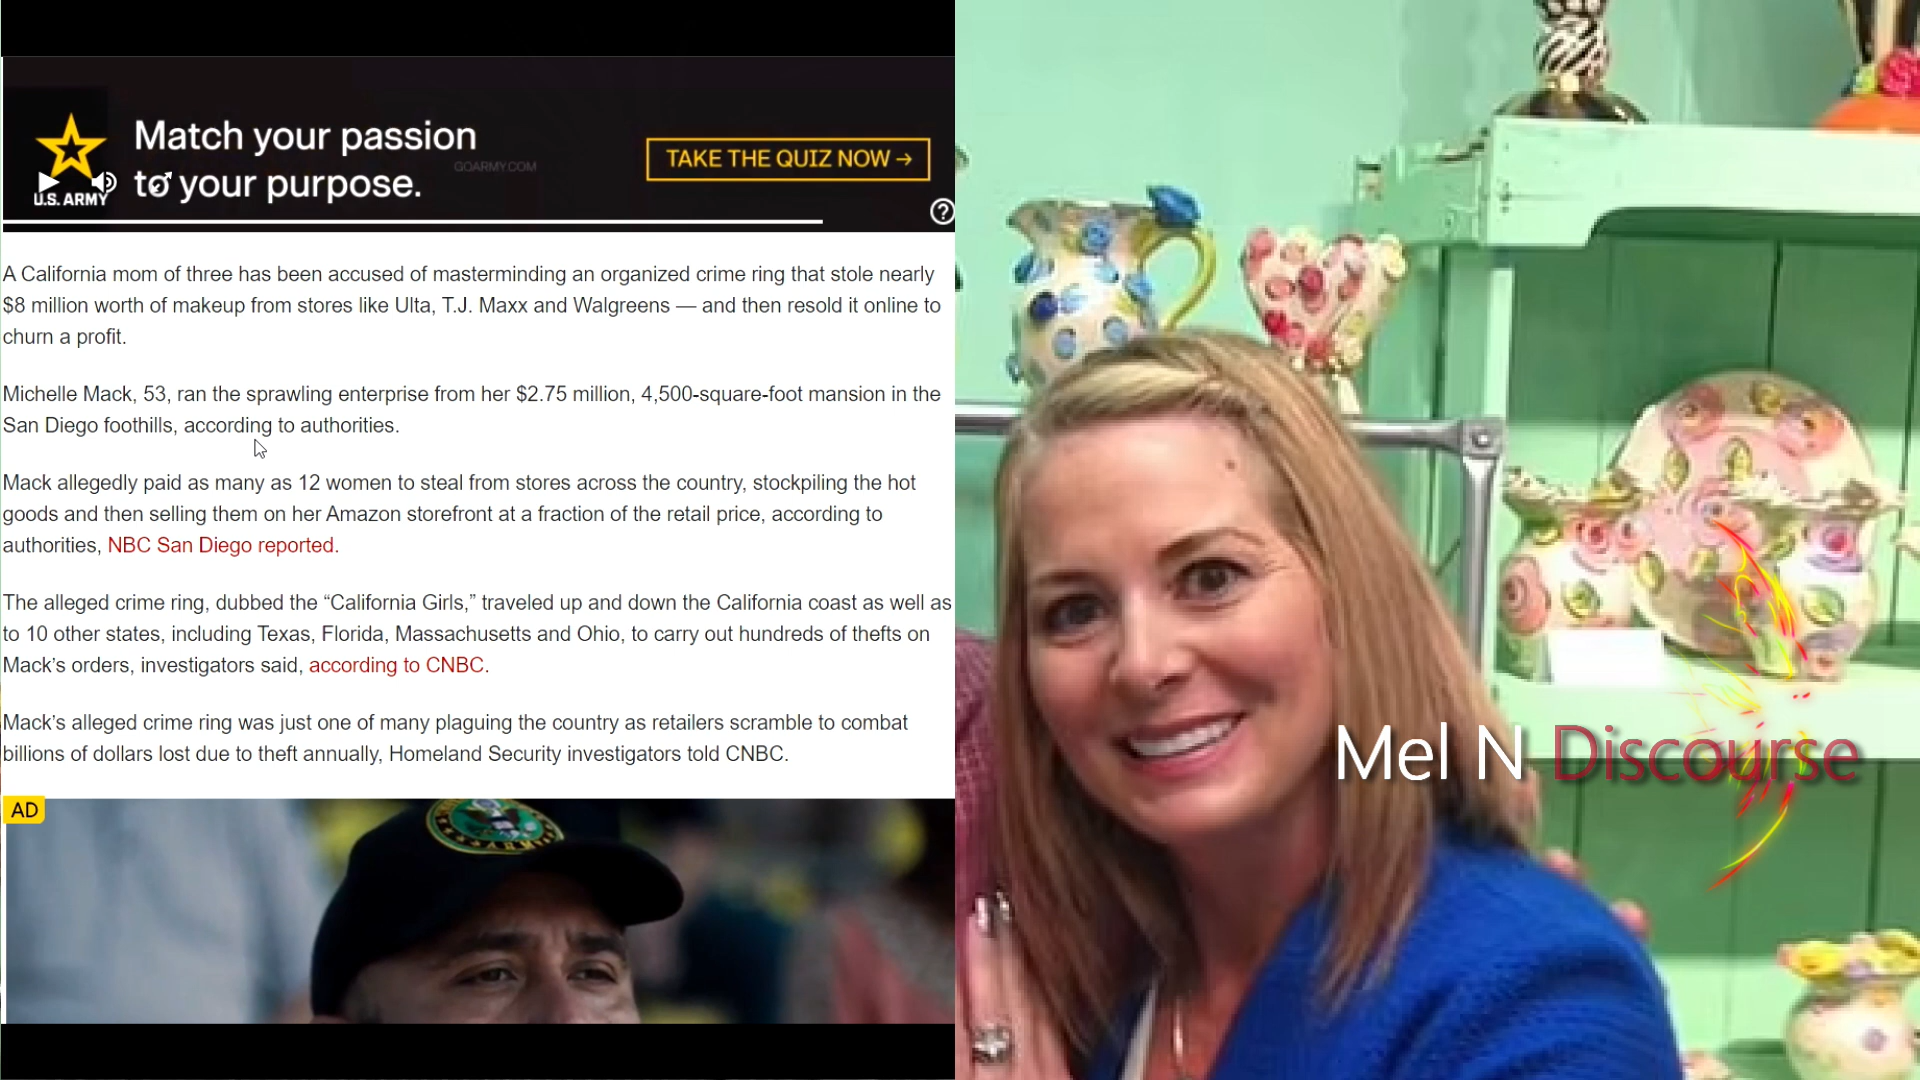 Match your passion
to your purpose.
GOARMY.COM
TAKE THE QUIZ NOW →
U.S. ARMY
?
A California mom of three has been accused of masterminding an organized crime ring that stole nearly
$8 million worth of makeup from stores like Ulta, T.J. Maxx and Walgreens — and then resold it online to
churn a profit.
Michelle Mack, 53, ran the sprawling enterprise from her $2.75 million, 4,500-square-foot mansion in the
San Diego foothills, according to authorities.
Mack allegedly paid as many as 12 women to steal from stores across the country, stockpiling the hot
goods and then selling them on her Amazon storefront at a fraction of the retail price, according to
authorities, NBC San Diego reported.
The alleged crime ring, dubbed the “California Girls,” traveled up and down the California coast as well as
to 10 other states, including Texas, Florida, Massachusetts and Ohio, to carry out hundreds of thefts on
Mack’s orders, investigators said, according to CNBC.
Mack’s alleged crime ring was just one of many plaguing the country as retailers scramble to combat
billions of dollars lost due to theft annually, Homeland Security investigators told CNBC.
Mel N Discourse
AD
ARMY